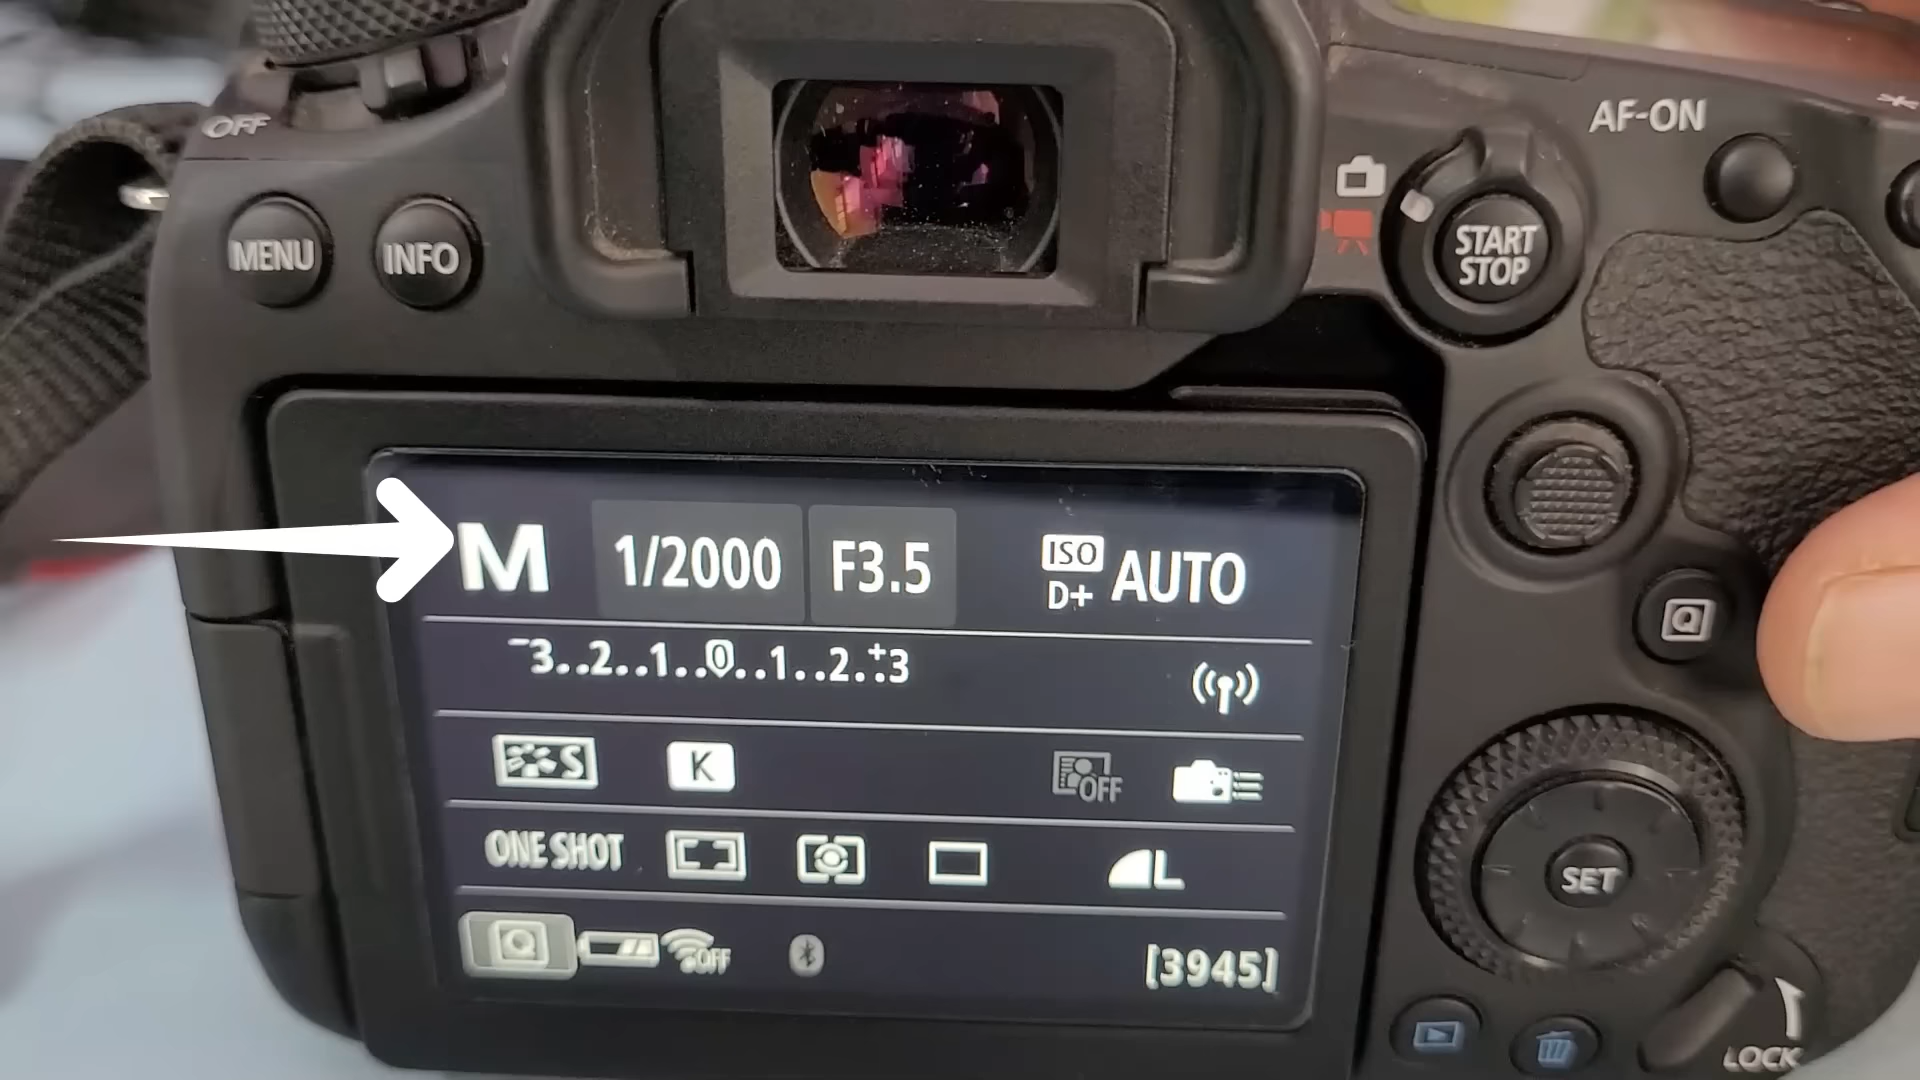 OFF
AF-ON
MENU
INFO
START
STOP
M 1/2000 F3.5 ISO D+ AUTO
-3..2..1..0..1..2..+3
S K OFF
ONE SHOT L
Q OFF [3945]
Q
SET
LOCK